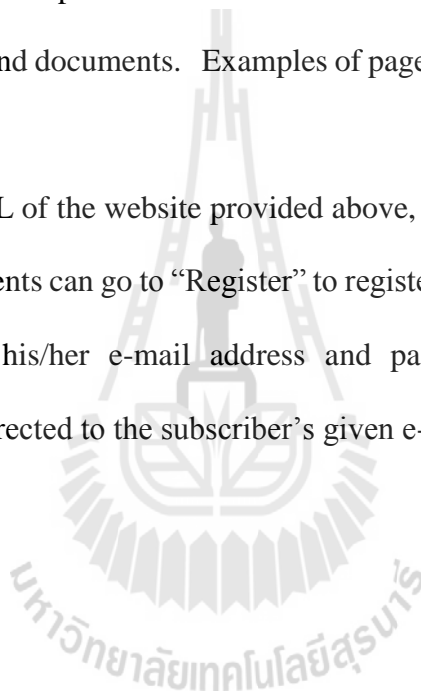 nd documents. Examples of page
L of the website provided above,
ents can go to “Register” to registe
his/her e-mail address and pa
rected to the subscriber’s given e-
มหาวิทยาลัยเทคโนโลยีสุรนารี